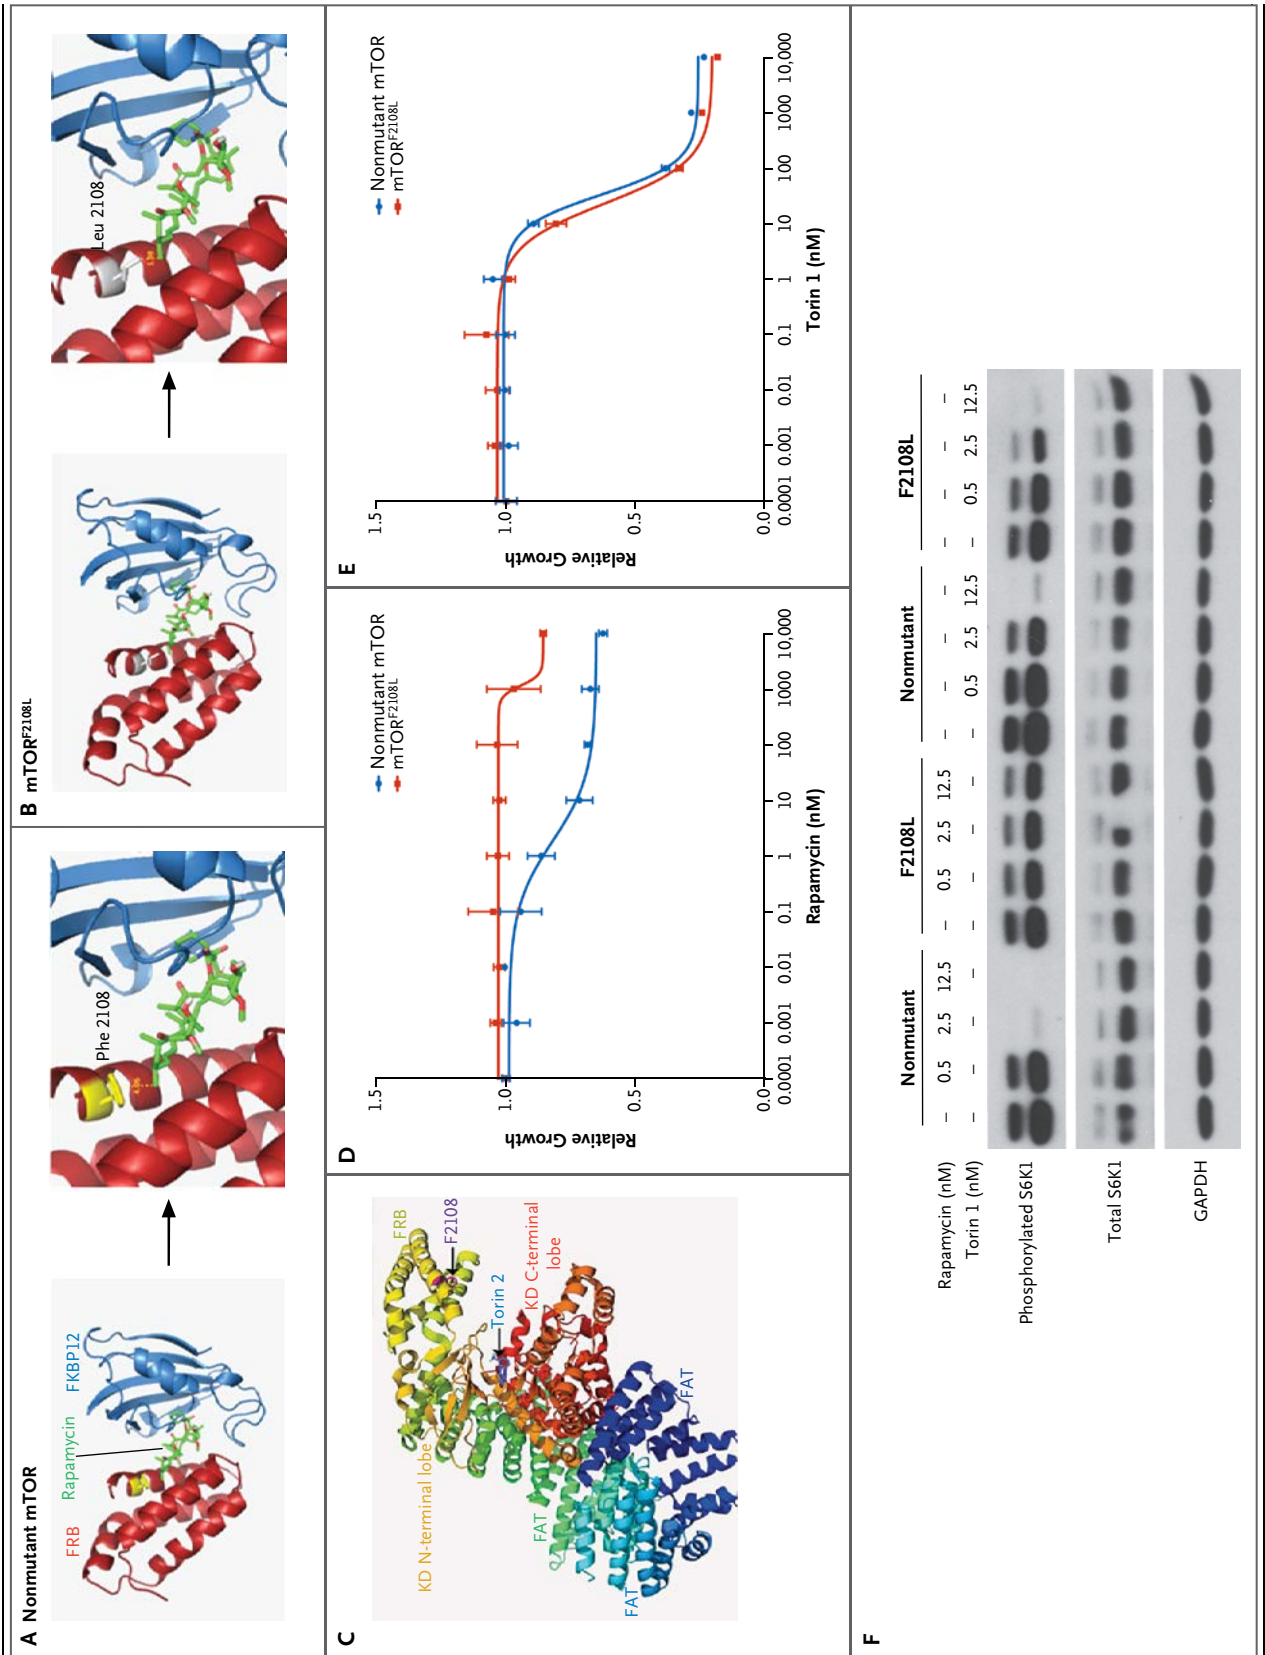 A Nonmutant mTOR
FRB
Rapamycin
FKBP12
Phe 2108
B mTORF2108L
Leu 2108
C
FRB
F2108
Torin 2
KD C-terminal
lobe
KD N-terminal lobe
FAT
FAT
FAT
D
Nonmutant mTOR
mTORF2108L
Relative Growth
1.5
1.0
0.5
0.0
0.0001 0.001 0.01 0.1 1 10 100 1000 10,000
Rapamycin (nM)
E
Nonmutant mTOR
mTORF2108L
Relative Growth
1.5
1.0
0.5
0.0
0.0001 0.001 0.01 0.1 1 10 100 1000 10,000
Torin 1 (nM)
F
Nonmutant F2108L Nonmutant F2108L
Rapamycin (nM) – 0.5 2.5 12.5 – 0.5 2.5 12.5 – – – – – – – –
Torin 1 (nM) – – – – – – – – – 0.5 2.5 12.5 – 0.5 2.5 12.5
Phosphorylated S6K1
Total S6K1
GAPDH